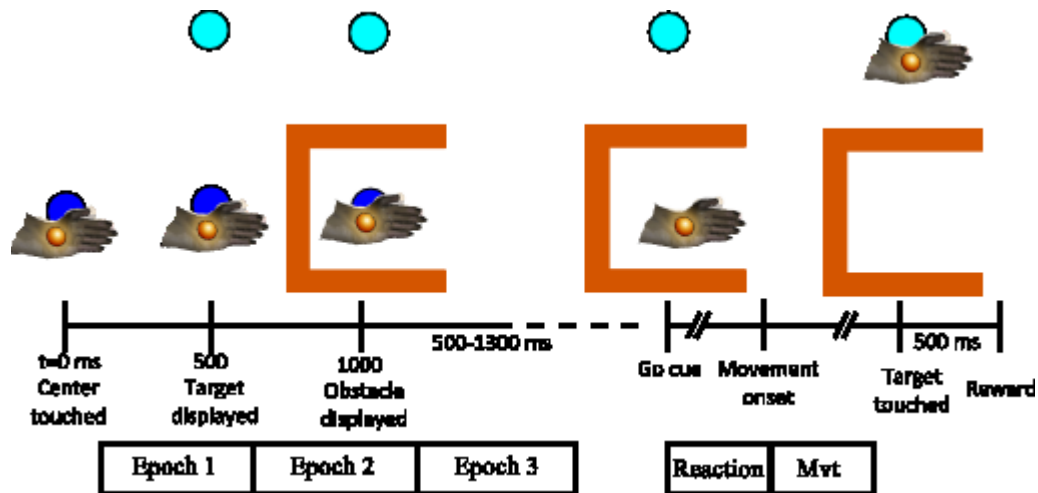 t=0 ms
Center
touched
500
Target
displayed
1000
Obstacle
displayed
500-1300 ms
Go cue
Movement
onset
Target
touched
500 ms
Reward
Epoch 1
Epoch 2
Epoch 3
Reaction
Mvt